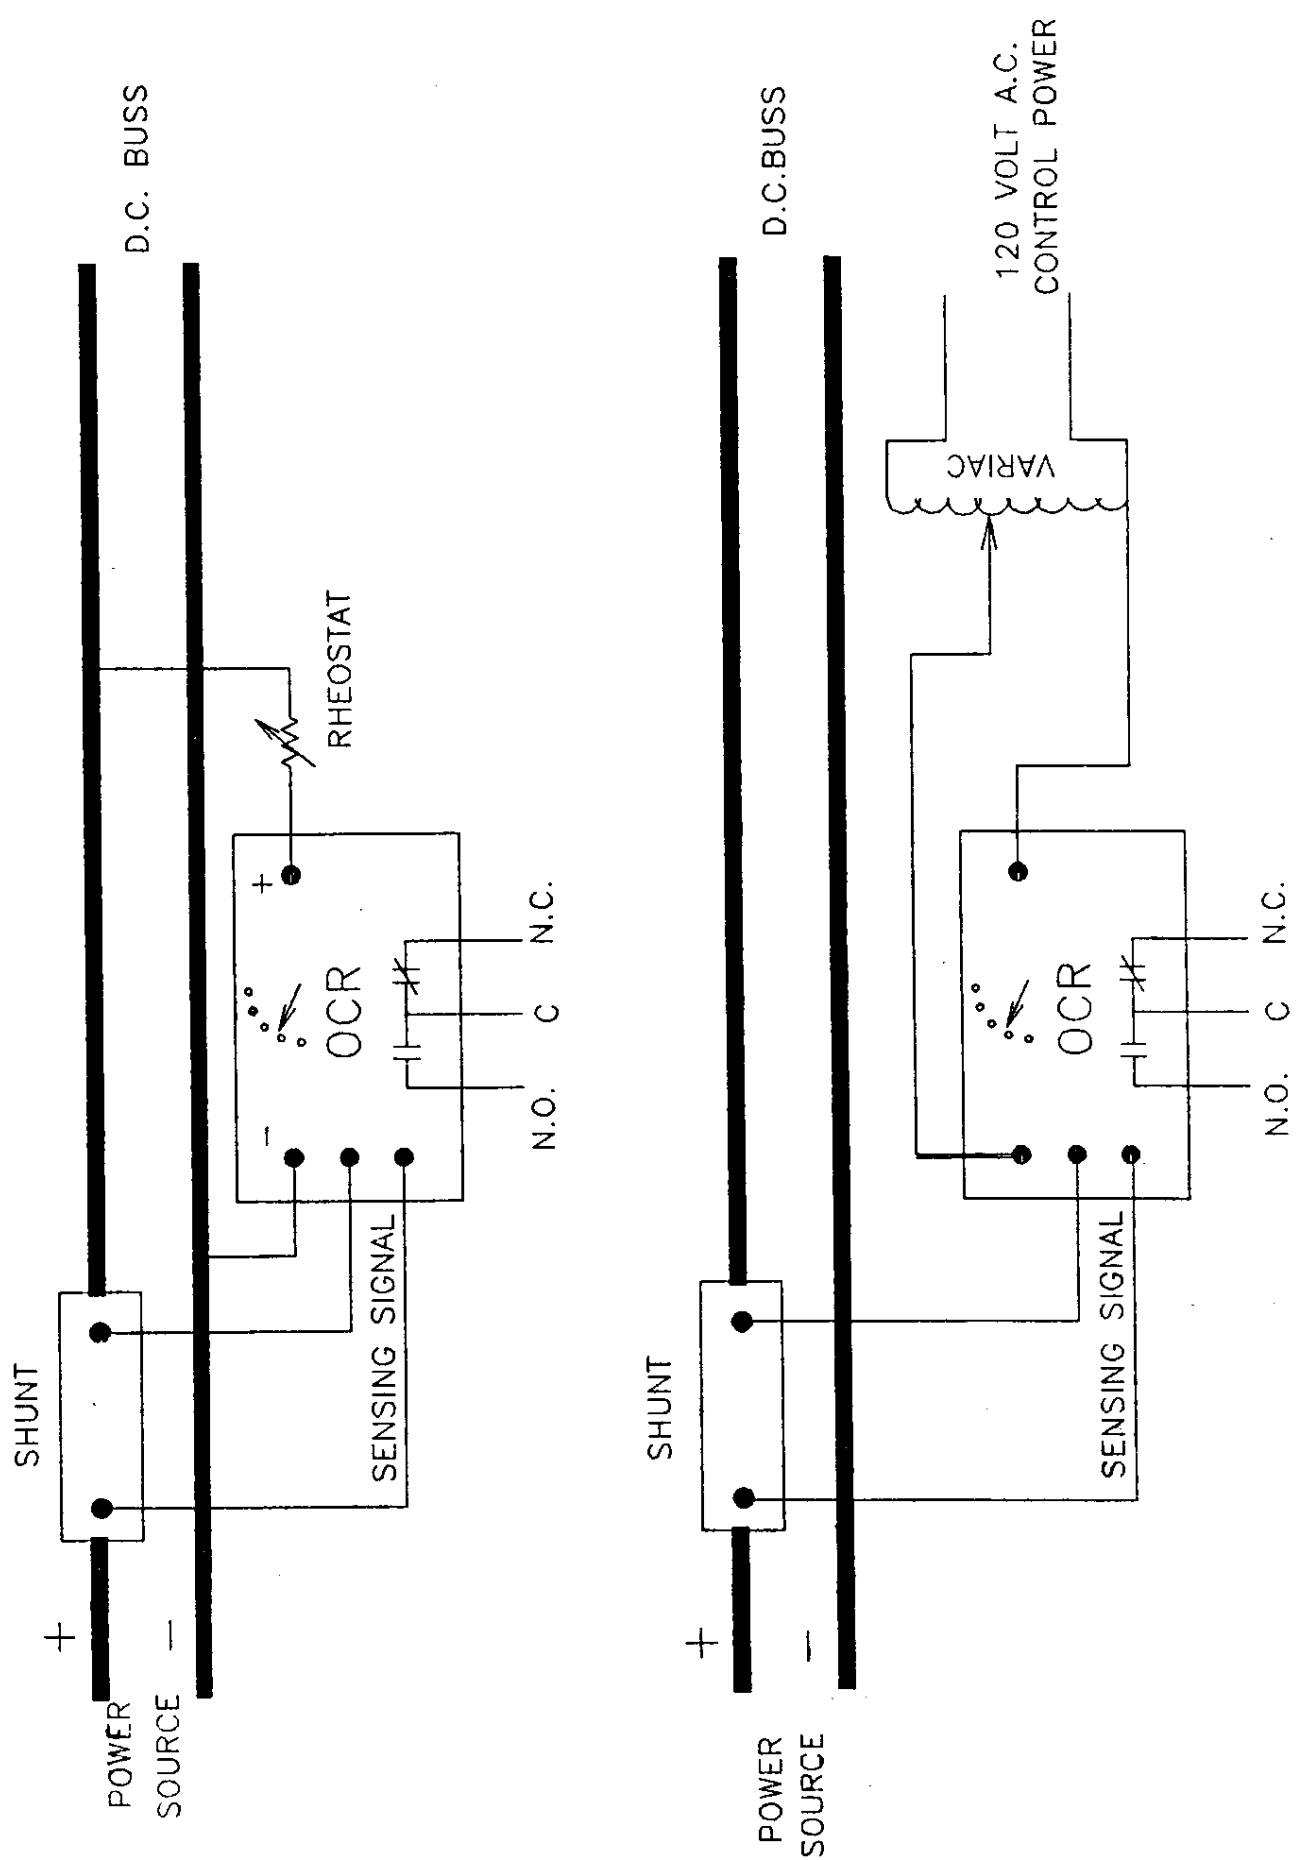 SHUNT
+
POWER
SOURCE
−
D.C. BUSS
SENSING SIGNAL
−
+
OCR
N.O.
C
N.C.
RHEOSTAT
SHUNT
+
POWER
SOURCE
−
D.C.BUSS
SENSING SIGNAL
OCR
N.O.
C
N.C.
VARIAC
120 VOLT A.C.
CONTROL POWER